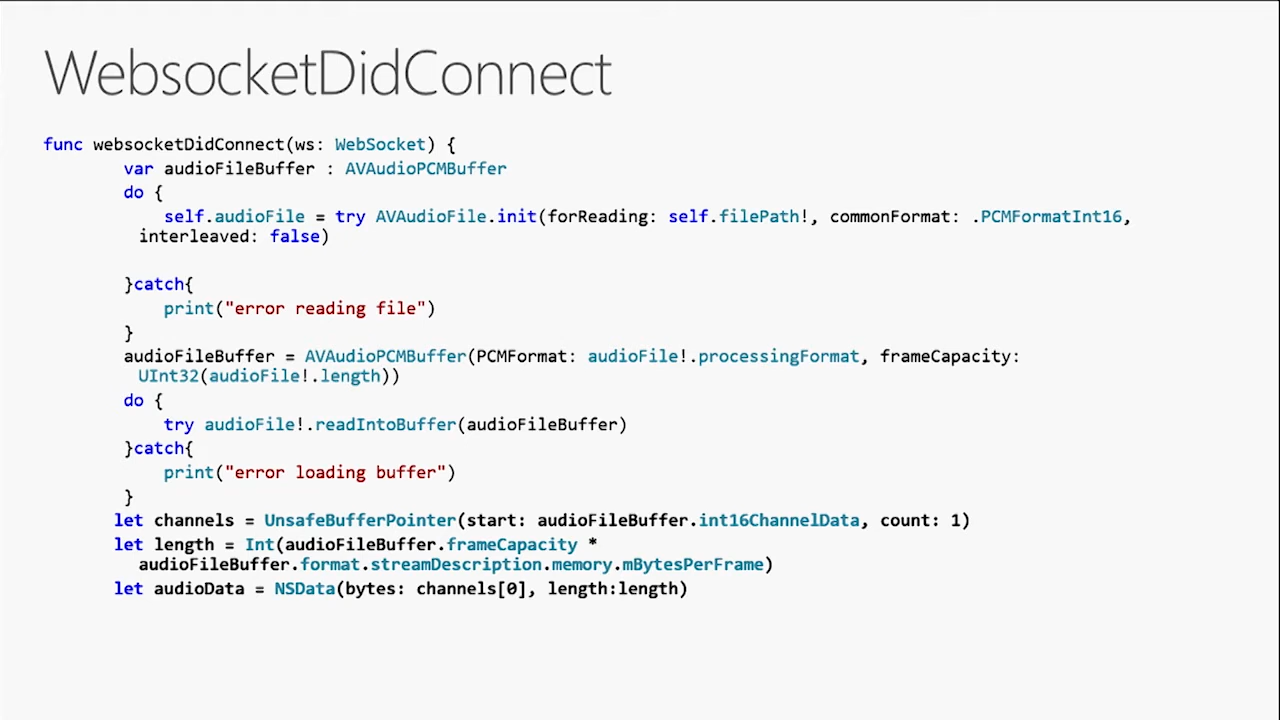 WebsocketDidConnect
func websocketDidConnect(ws: WebSocket) {
var audioFileBuffer : AVAudioPCMBuffer
do {
self.audioFile = try AVAudioFile.init(forReading: self.filePath!, commonFormat: .PCMFormatInt16,
interleaved: false)
}catch{
print("error reading file")
}
audioFileBuffer = AVAudioPCMBuffer(PCMFormat: audioFile!.processingFormat, frameCapacity:
UInt32(audioFile!.length))
do {
try audioFile!.readIntoBuffer(audioFileBuffer)
}catch{
print("error loading buffer")
}
let channels = UnsafeBufferPointer(start: audioFileBuffer.int16ChannelData, count: 1)
let length = Int(audioFileBuffer.frameCapacity *
audioFileBuffer.format.streamDescription.memory.mBytesPerFrame)
let audioData = NSData(bytes: channels[0], length:length)